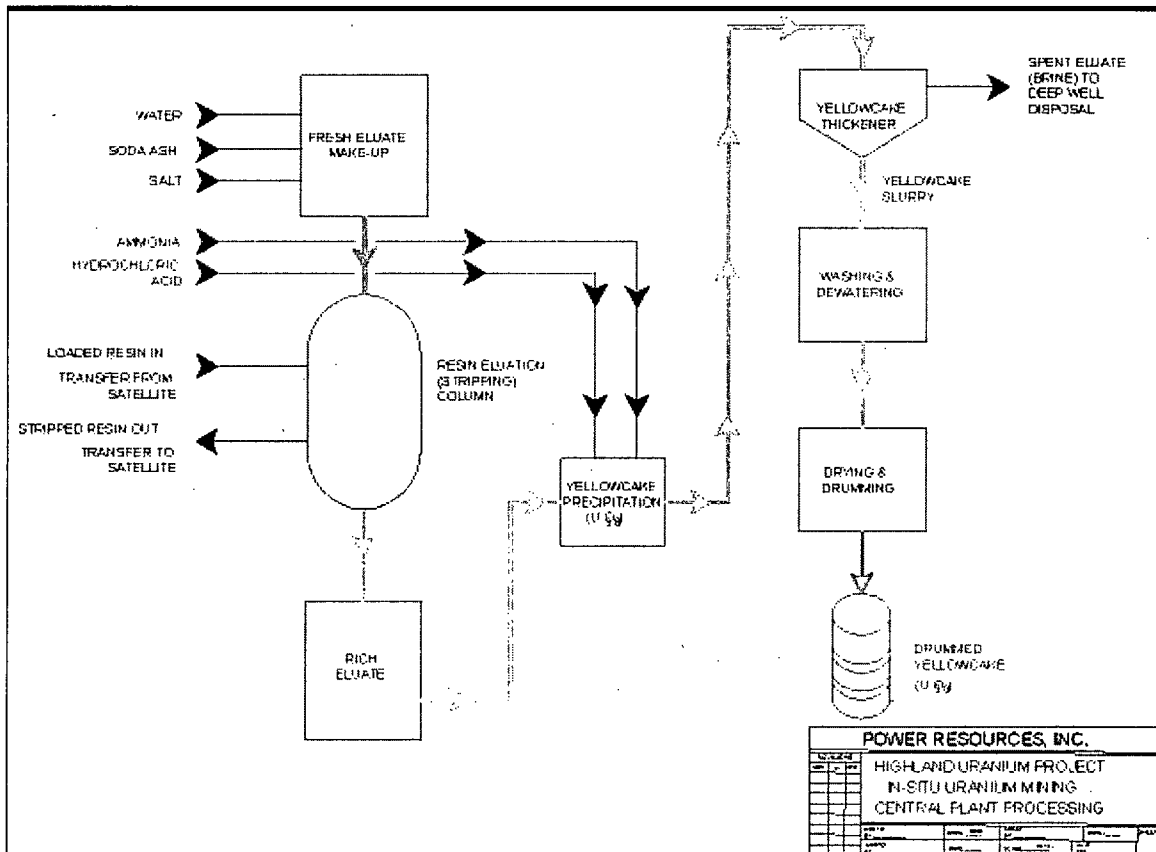 WATER
SODA ASH
SALT
FRESH ELUATE
MAKE-UP
AMMONIA
HYDROCHLORIC
ACID
LOADED RESIN IN
TRANSFER FROM
SATELLITE
STRIPPED RESIN OUT
TRANSFER TO
SATELLITE
RESIN ELUATION
(STRIPPING)
COLUMN
RICH
ELUATE
YELLOWCAKE
PRECIPITATION
YELLOWCAKE
THICKENER
SPENT ELUATE
(BRINE) TO
DEEP WELL
DISPOSAL
YELLOWCAKE
SLURRY
WASHING &
DEWATERING
DRYING &
DRUMMING
DRUMMED
YELLOWCAKE
POWER RESOURCES, INC.
HIGHLAND URANIUM PROJECT
IN-SITU URANIUM MINING
CENTRAL PLANT PROCESSING